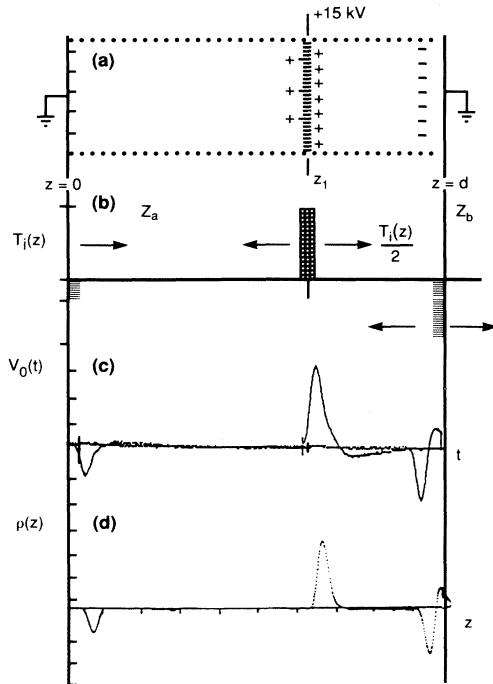 +15 kV
(a)
z = 0
z₁
z = d
(b)
Zₐ
Z_b
Tᵢ(z)
Tᵢ(z)
2
V₀(t)
(c)
t
ρ(z)
(d)
z